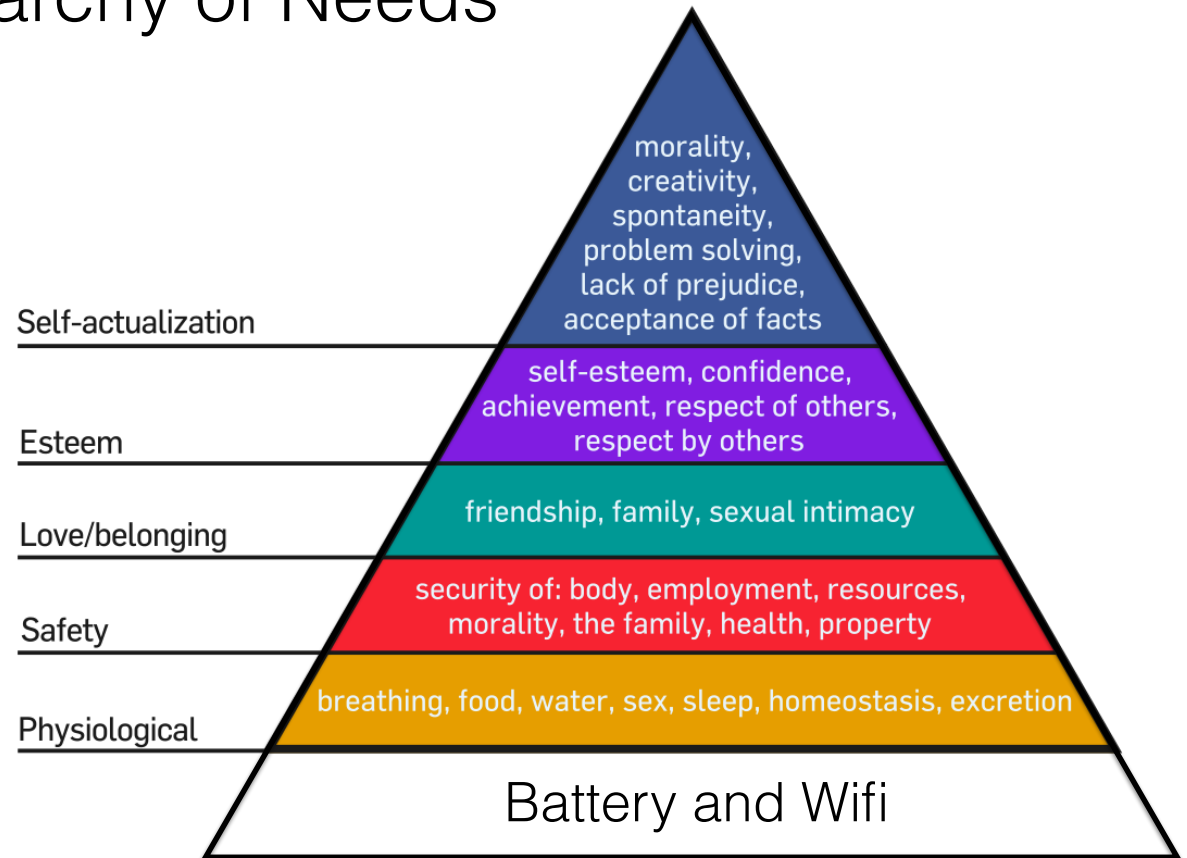 archy of Needs
morality,
creativity,
spontaneity,
problem solving,
lack of prejudice,
acceptance of facts
Self-actualization
self-esteem, confidence,
achievement, respect of others,
respect by others
Esteem
friendship, family, sexual intimacy
Love/belonging
security of: body, employment, resources,
morality, the family, health, property
Safety
breathing, food, water, sex, sleep, homeostasis, excretion
Physiological
Battery and Wifi